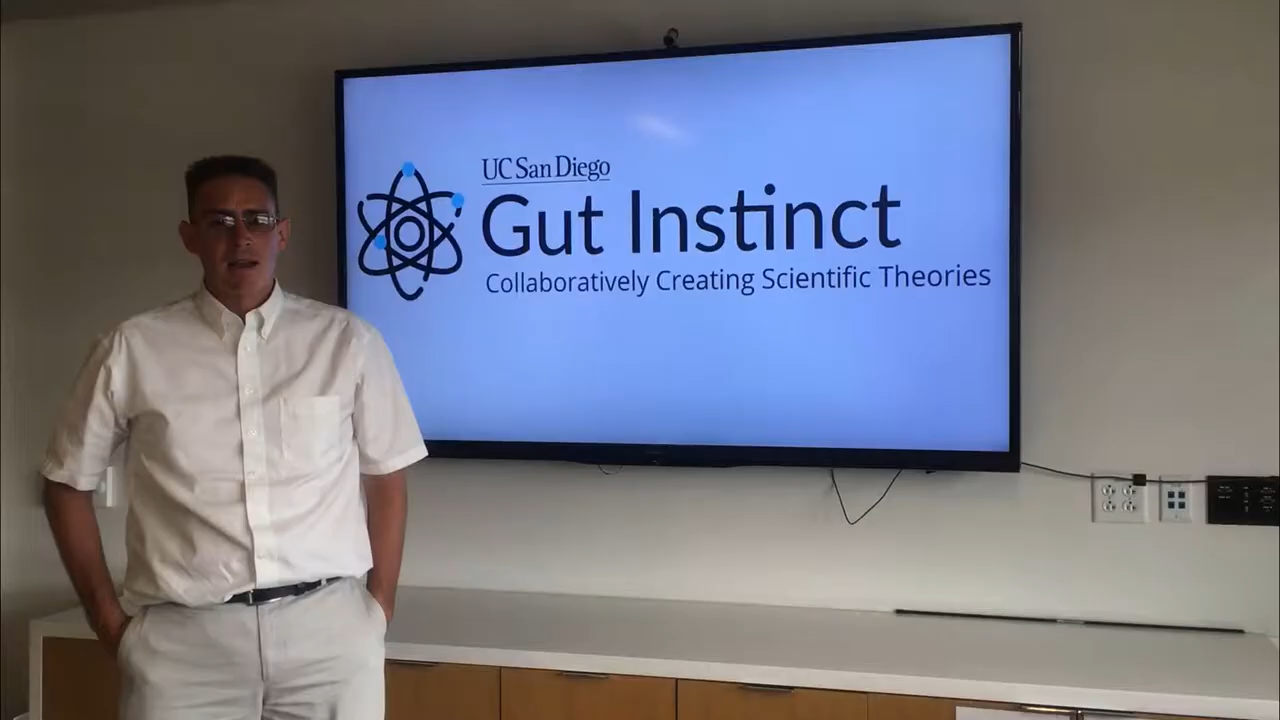 UC San Diego
Gut Instinct
Collaboratively Creating Scientific Theories